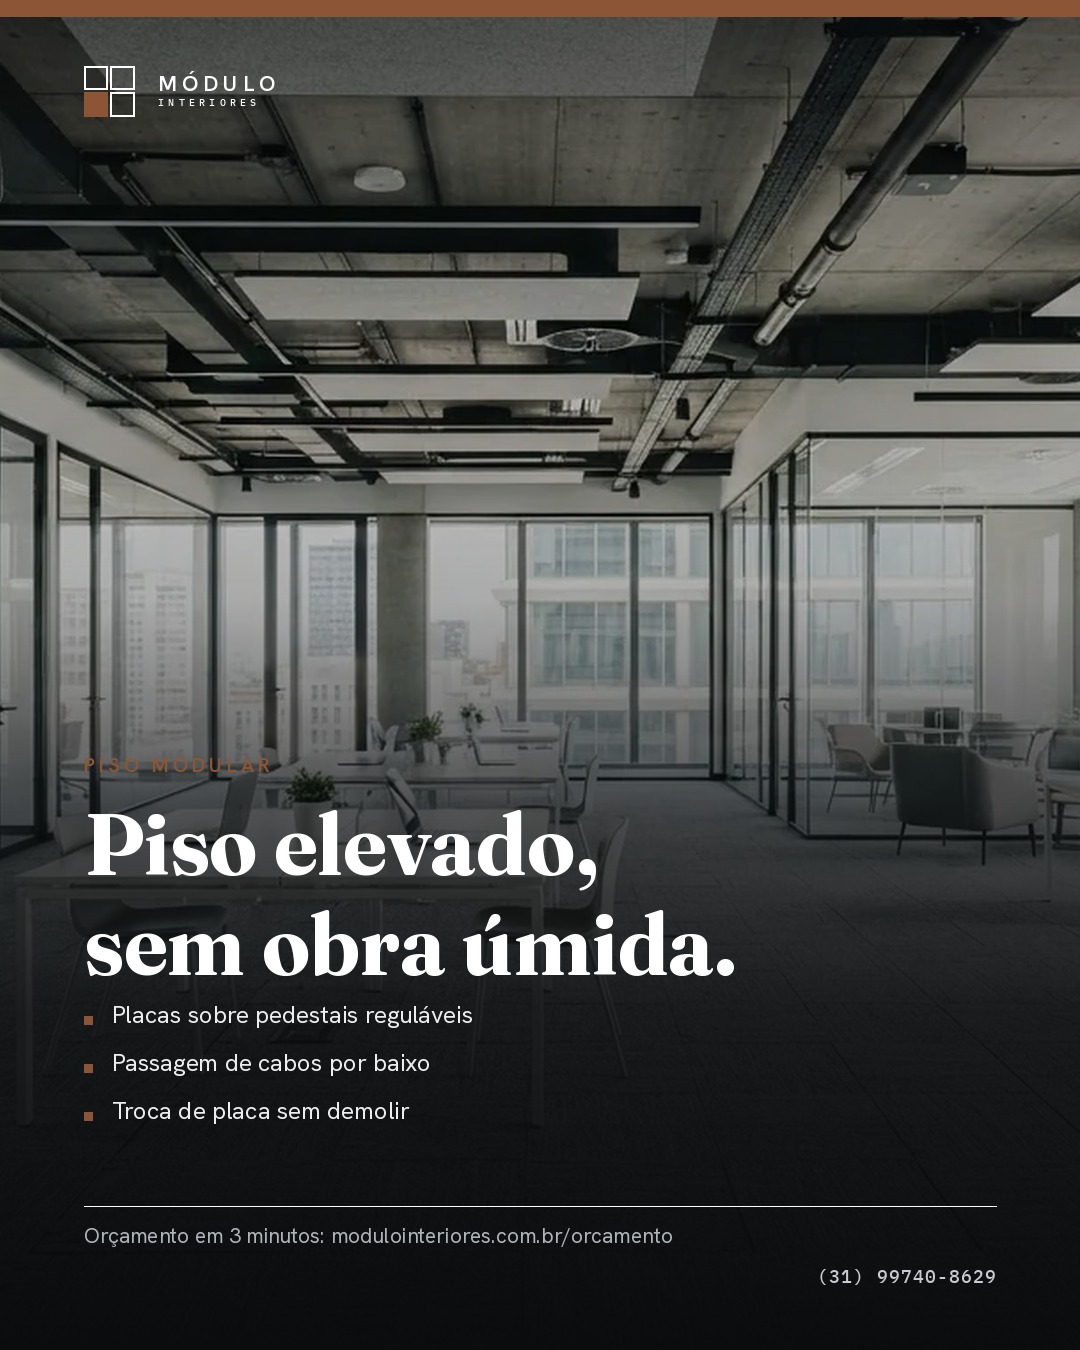 MÓDULO
INTERIORES
PISO MODULAR
Piso elevado,
sem obra úmida.
Placas sobre pedestais reguláveis
Passagem de cabos por baixo
Troca de placa sem demolir
Orçamento em 3 minutos: modulointeriores.com.br/orcamento
(31) 99740-8629